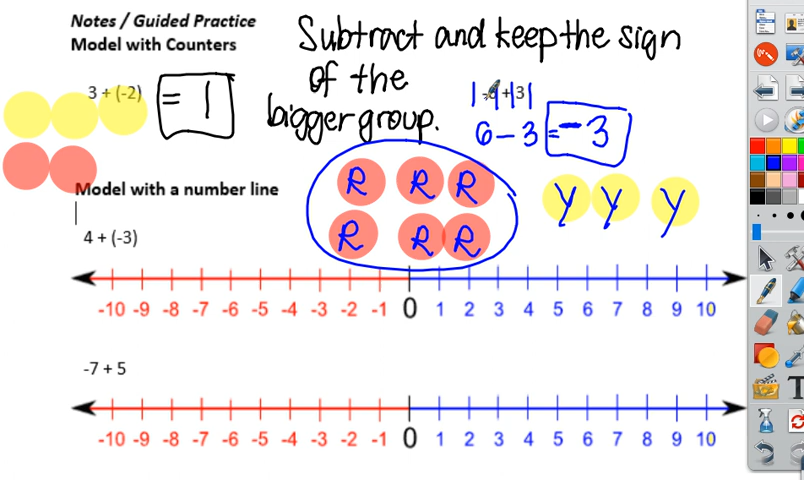 Notes / Guided Practice
Model with Counters
Subtract and keep the sign
of the
bigger group.
3 + (-2)
= 1
-6 + 3
6 - 3 = -3
R R R
R R R
Y Y Y
Model with a number line
4 + (-3)
-10 -9 -8 -7 -6 -5 -4 -3 -2 -1 0 1 2 3 4 5 6 7 8 9 10
-7 + 5
-10 -9 -8 -7 -6 -5 -4 -3 -2 -1 0 1 2 3 4 5 6 7 8 9 10
T